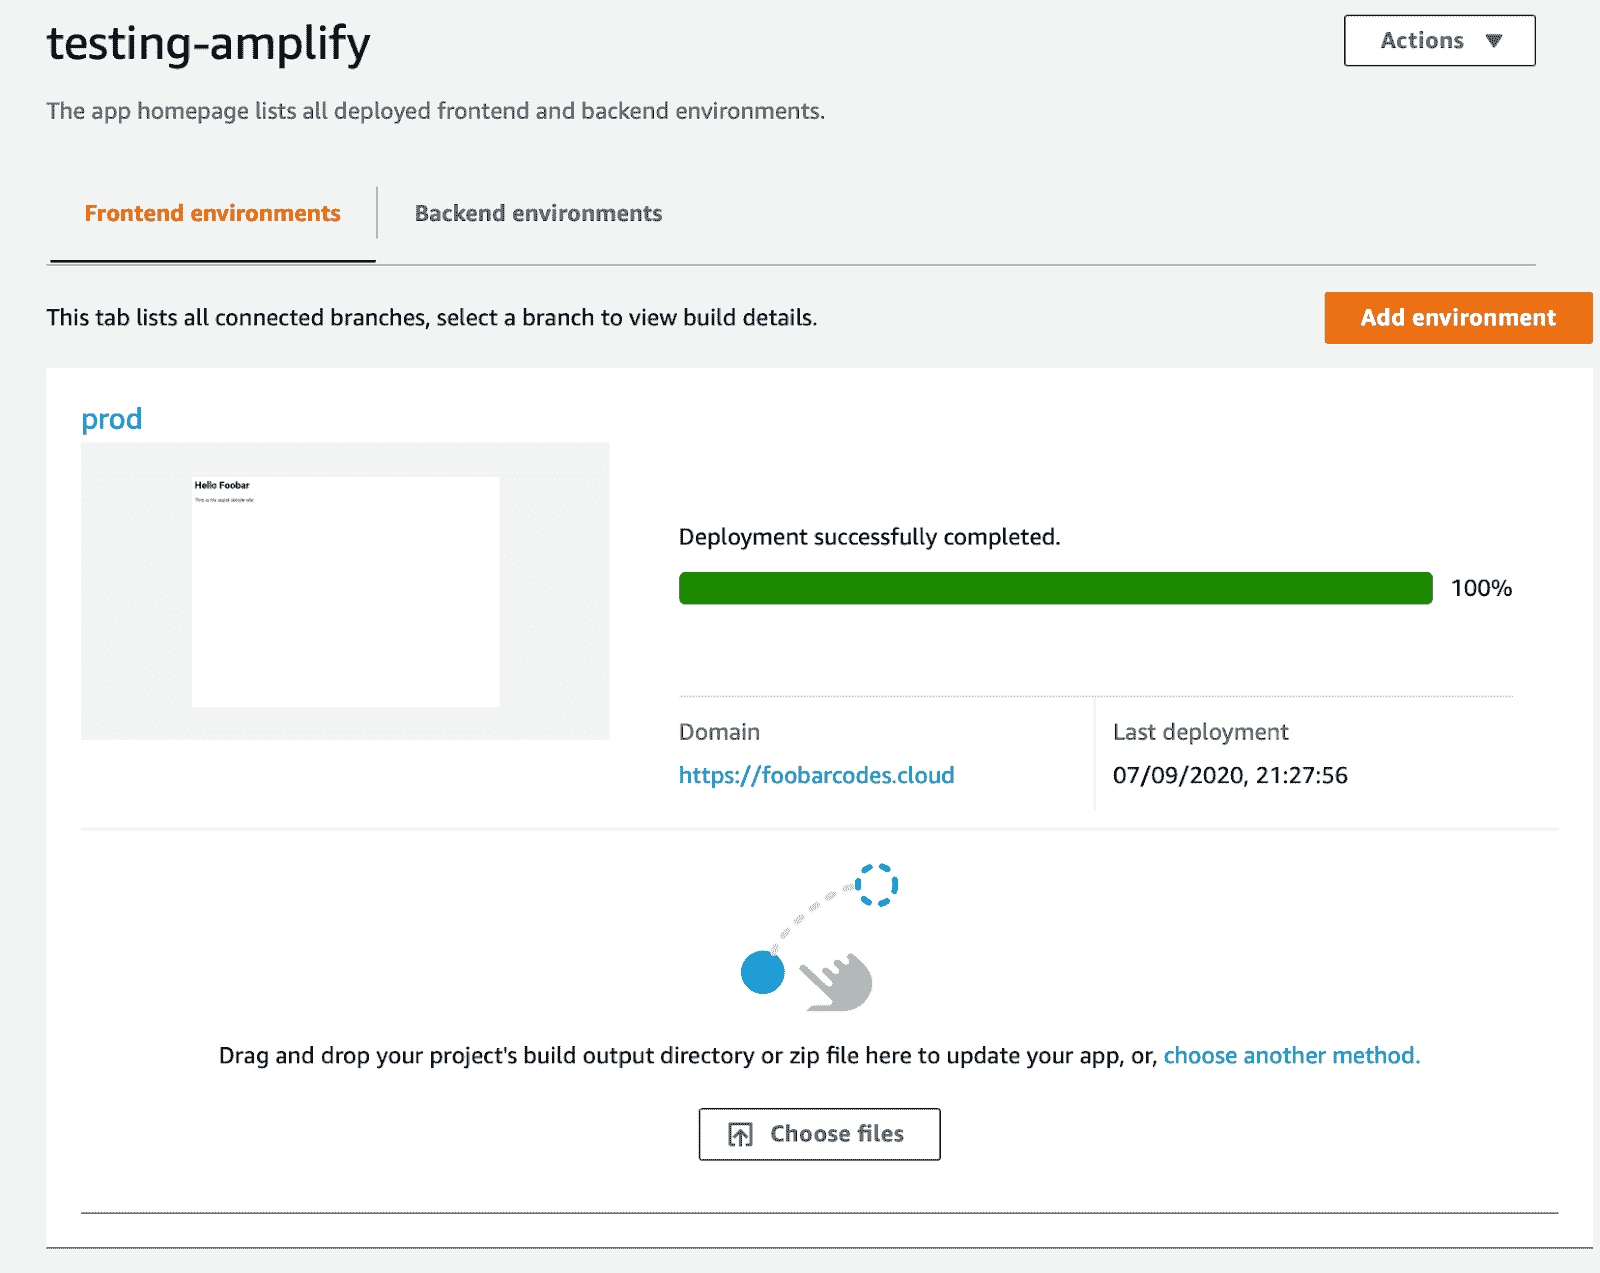 testing-amplify
Actions
The app homepage lists all deployed frontend and backend environments.
Frontend environments
Backend environments
This tab lists all connected branches, select a branch to view build details.
Add environment
prod
Hello Foobar
Deployment successfully completed.
100%
Domain
Last deployment
https://foobarcodes.cloud
07/09/2020, 21:27:56
Drag and drop your project's build output directory or zip file here to update your app, or, choose another method.
Choose files